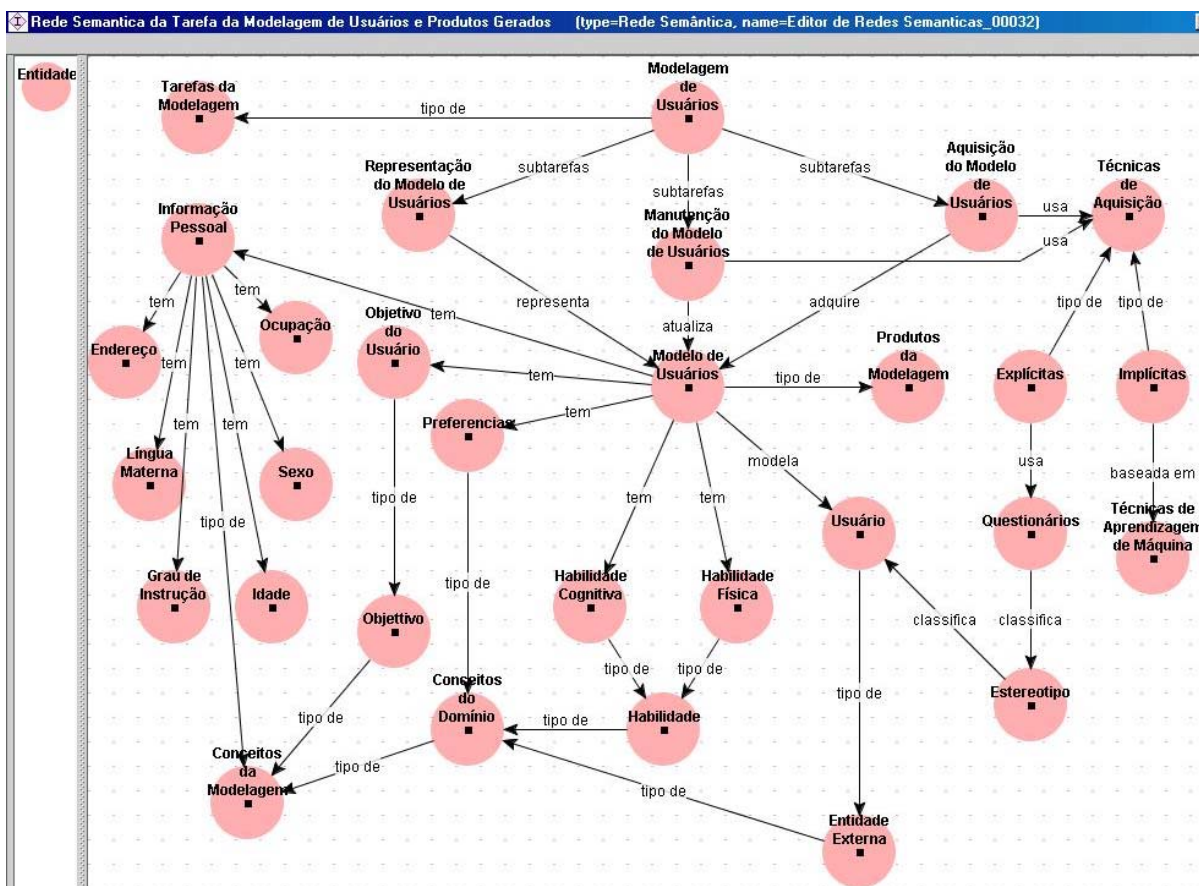 Rede Semantica da Tarefa da Modelagem de Usuários e Produtos Gerados (type=Rede Semântica, name=Editor de Redes Semanticas_00032)
Entidade
Tarefas da
Modelagem
tipo de
Modelagem
de
Usuários
subtarefas
subtarefas
subtarefas
Representação
do Modelo de
Usuários
Manutenção
do Modelo
de Usuários
Aquisição
do Modelo
de
Usuários
usa
usa
Técnicas
de
Aquisição
Informação
Pessoal
tem
tem
tem
tem
tem
tem
tipo de
Endereço
Ocupação
Língua
Materna
Sexo
Grau de
Instrução
Idade
representa
atualiza
adquire
tem
Objetivo
do
Usuário
tem
Preferencias
tem
Modelo de
Usuários
tipo de
Produtos
da
Modelagem
tipo de
tipo de
Explícitas
Implícitas
usa
baseada em
Questionários
Técnicas de
Aprendizagem
de Máquina
modela
Usuário
tem
tem
Habilidade
Cognitiva
Habilidade
Física
tipo de
tipo de
tipo de
tipo de
Objettivo
classifica
classifica
Estereotipo
Conceitos
do
Domínio
tipo de
Habilidade
tipo de
tipo de
tipo de
Conceitos
da
Modelagem
tipo de
Entidade
Externa